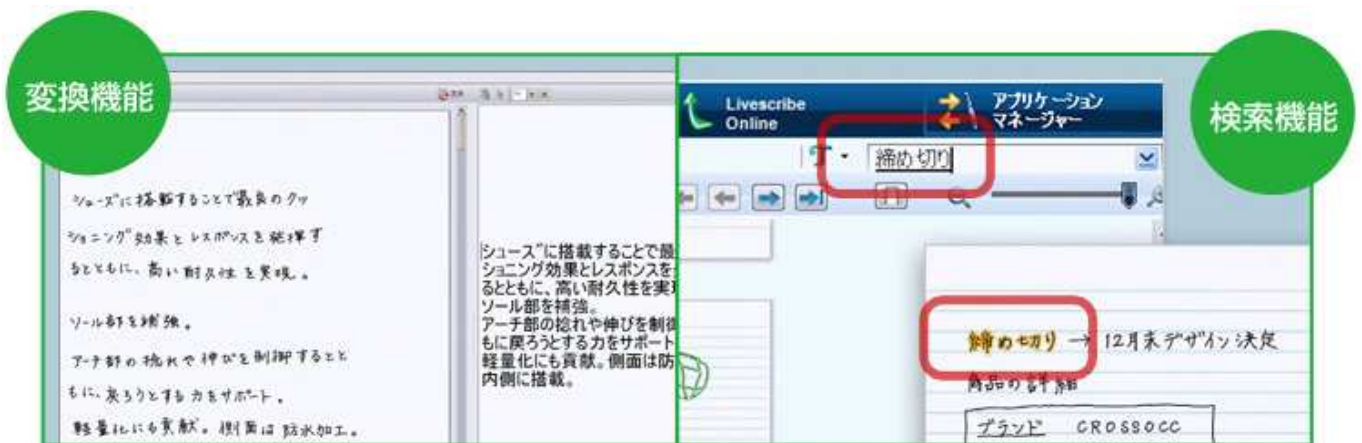 変換機能
シューズに搭載することで最良のクッ
ショニング効果とレスポンスを発揮す
るとともに、高い耐久性を実現。
ソール部を補強。
アーチ部の捻れや伸びを制御するとと
もに、戻ろうとする力をサポート。
軽量化にも貢献。側面は防水加工。
シュース"に搭載することで最
ショニング効果とレスポンスを
るとともに、高い耐久性を実
ソール部を補強。
アーチ部の捻れや伸びを制御
もに戻ろうとする力をサポート
軽量化にも貢献。側面は防
内側に搭載。
Livescribe
Online
アプリケーション
マネージャー
検索機能
締め切り
締め切り → 12月末デザイン決定
商品の詳細
ブランド CROSSOCC